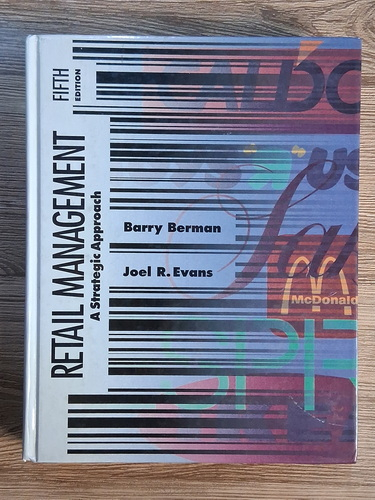 RETAIL MANAGEMENT
A Strategic Approach
FIFTH
EDITION
Barry Berman
Joel R. Evans
McDonald